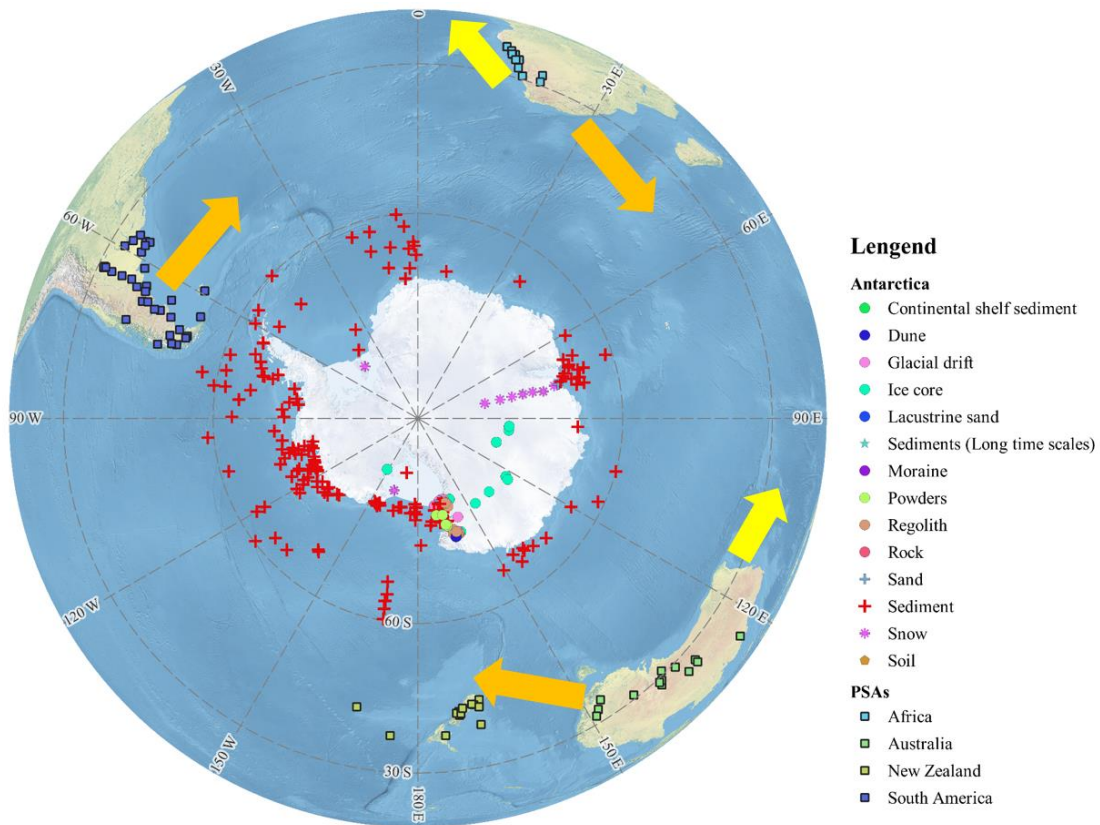 0
30 W
30 E
60 W
60 E
90 W
90 E
120 W
120 E
60 S
150 W
150 E
30 S
180 E
Lengend
Antarctica
Continental shelf sediment
Dune
Glacial drift
Ice core
Lacustrine sand
Sediments (Long time scales)
Moraine
Powders
Regolith
Rock
Sand
Sediment
Snow
Soil
PSAs
Africa
Australia
New Zealand
South America